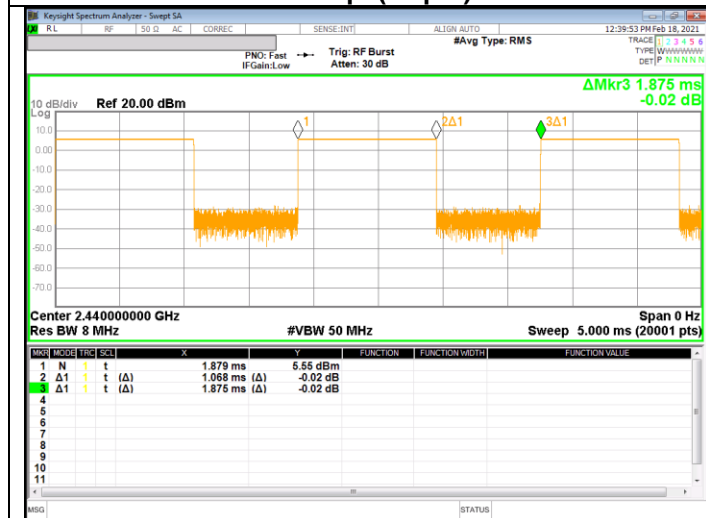 Keysight Spectrum Analyzer - Swept SA
RL RF 50 Ω AC CORREC SENSE:INT ALIGN AUTO 12:39:53 PM Feb 18, 2021
#Avg Type: RMS TRACE 1 2 3 4 5 6
PNO: Fast Trig: RF Burst TYPE W
IFGain:Low Atten: 30 dB DET P N N N N N
ΔMkr3 1.875 ms
10 dB/div Ref 20.00 dBm -0.02 dB
Log
10.0
0.00
-10.0
-20.0
-30.0
-40.0
-50.0
-60.0
-70.0
1 2Δ1 3Δ1
Center 2.440000000 GHz Span 0 Hz
Res BW 8 MHz #VBW 50 MHz Sweep 5.000 ms (20001 pts)
MKR MODE TRC SCL X Y FUNCTION FUNCTION WIDTH FUNCTION VALUE
1 N 1 t 1.879 ms 5.55 dBm
2 Δ1 1 t (Δ) 1.068 ms (Δ) -0.02 dB
3 Δ1 1 t (Δ) 1.875 ms (Δ) -0.02 dB
4
5
6
7
8
9
10
11
MSG STATUS